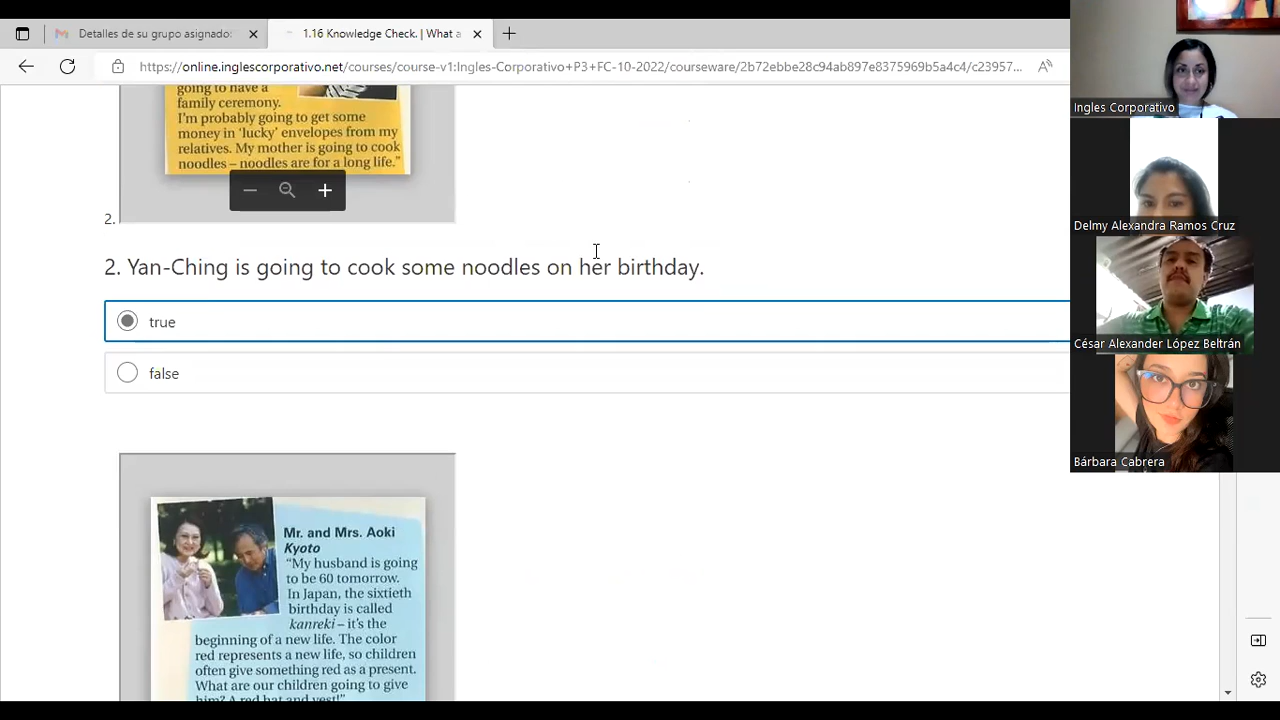 Detalles de su grupo asignado:
1.16 Knowledge Check. | What a
https://online.inglescorporativo.net/courses/course-v1:Ingles-Corporativo+P3+FC-10-2022/courseware/2b72ebbe28c94ab897e8375969b5a4c4/c23957...
Ingles Corporativo
Delmy Alexandra Ramos Cruz
César Alexander López Beltrán
Bárbara Cabrera
going to have a
family ceremony.
I'm probably going to get some
money in 'lucky' envelopes from my
relatives. My mother is going to cook
noodles – noodles are for a long life."
2.
2. Yan-Ching is going to cook some noodles on her birthday.
true
false
Mr. and Mrs. Aoki
Kyoto
"My husband is going
to be 60 tomorrow.
In Japan, the sixtieth
birthday is called
kanreki – it's the
beginning of a new life. The color
red represents a new life, so children
often give something red as a present.
What are our children going to give
him? A red hat and vest!"